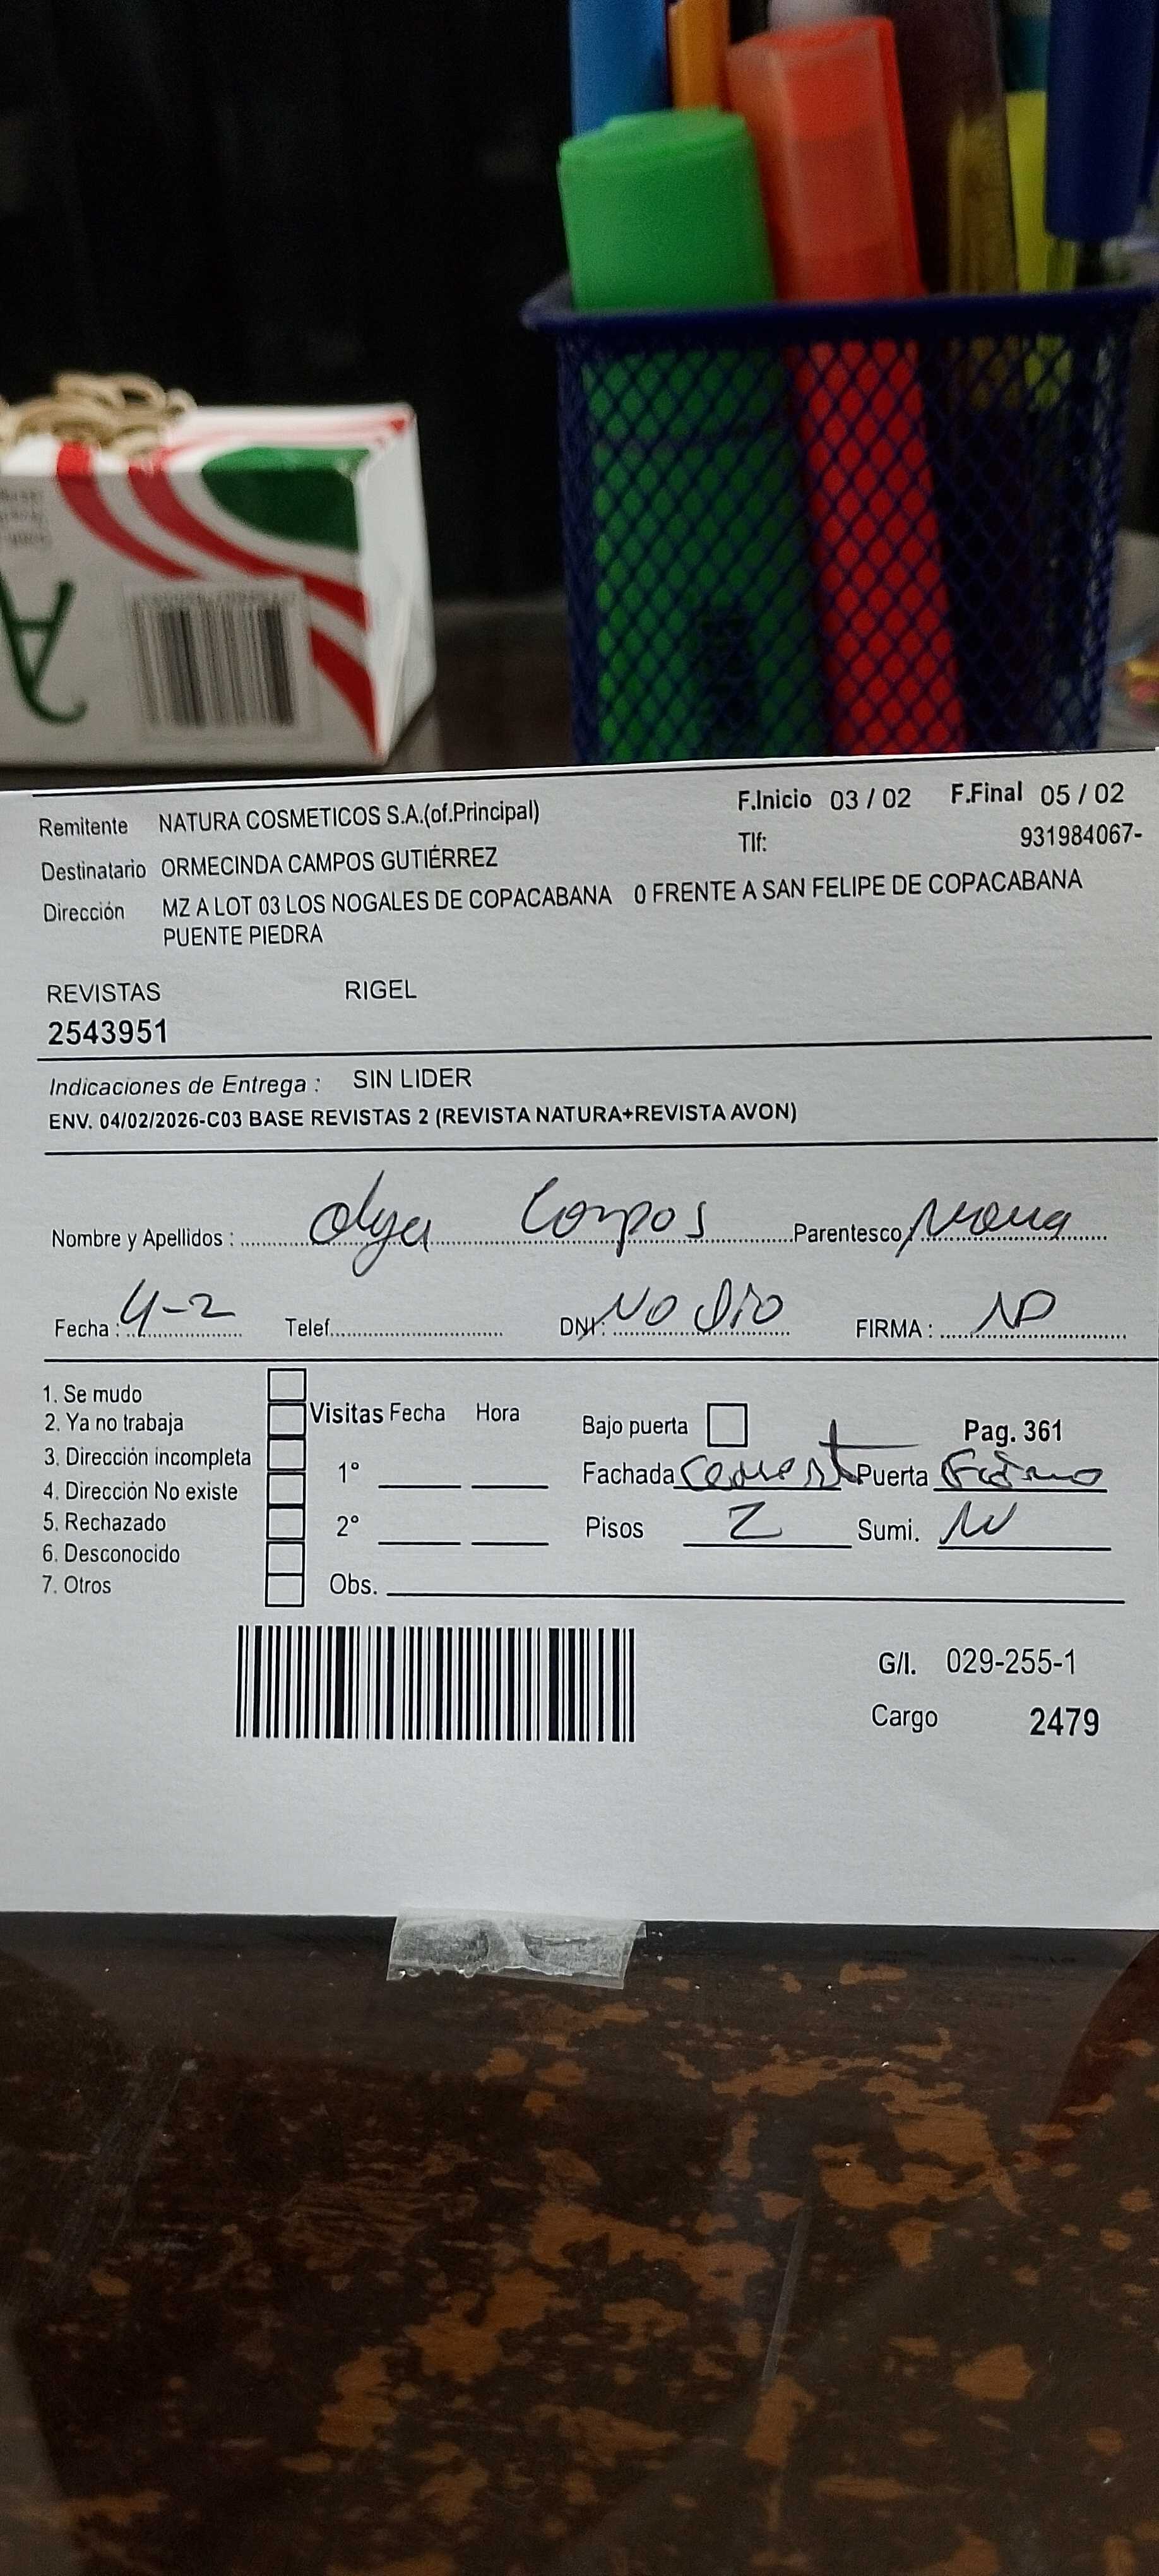 Remitente NATURA COSMETICOS S.A.(of.Principal) F.Inicio 03 / 02 F.Final 05 / 02
Tlf: 931984067-
Destinatario ORMECINDA CAMPOS GUTIÉRREZ
Dirección MZ A LOT 03 LOS NOGALES DE COPACABANA 0 FRENTE A SAN FELIPE DE COPACABANA
PUENTE PIEDRA
REVISTAS RIGEL
2543951
Indicaciones de Entrega : SIN LIDER
ENV. 04/02/2026-C03 BASE REVISTAS 2 (REVISTA NATURA+REVISTA AVON)
Nombre y Apellidos : Olga Campos Parentesco
Fecha : 4-2 Telef. DNI: NO DIO FIRMA : ND
1. Se mudo
2. Ya no trabaja
3. Dirección incompleta
4. Dirección No existe
5. Rechazado
6. Desconocido
7. Otros
Visitas Fecha Hora
1°
2°
Obs.
Bajo puerta Pag. 361
Fachada Puerta
Pisos 2 Sumi.
G/I. 029-255-1
Cargo 2479